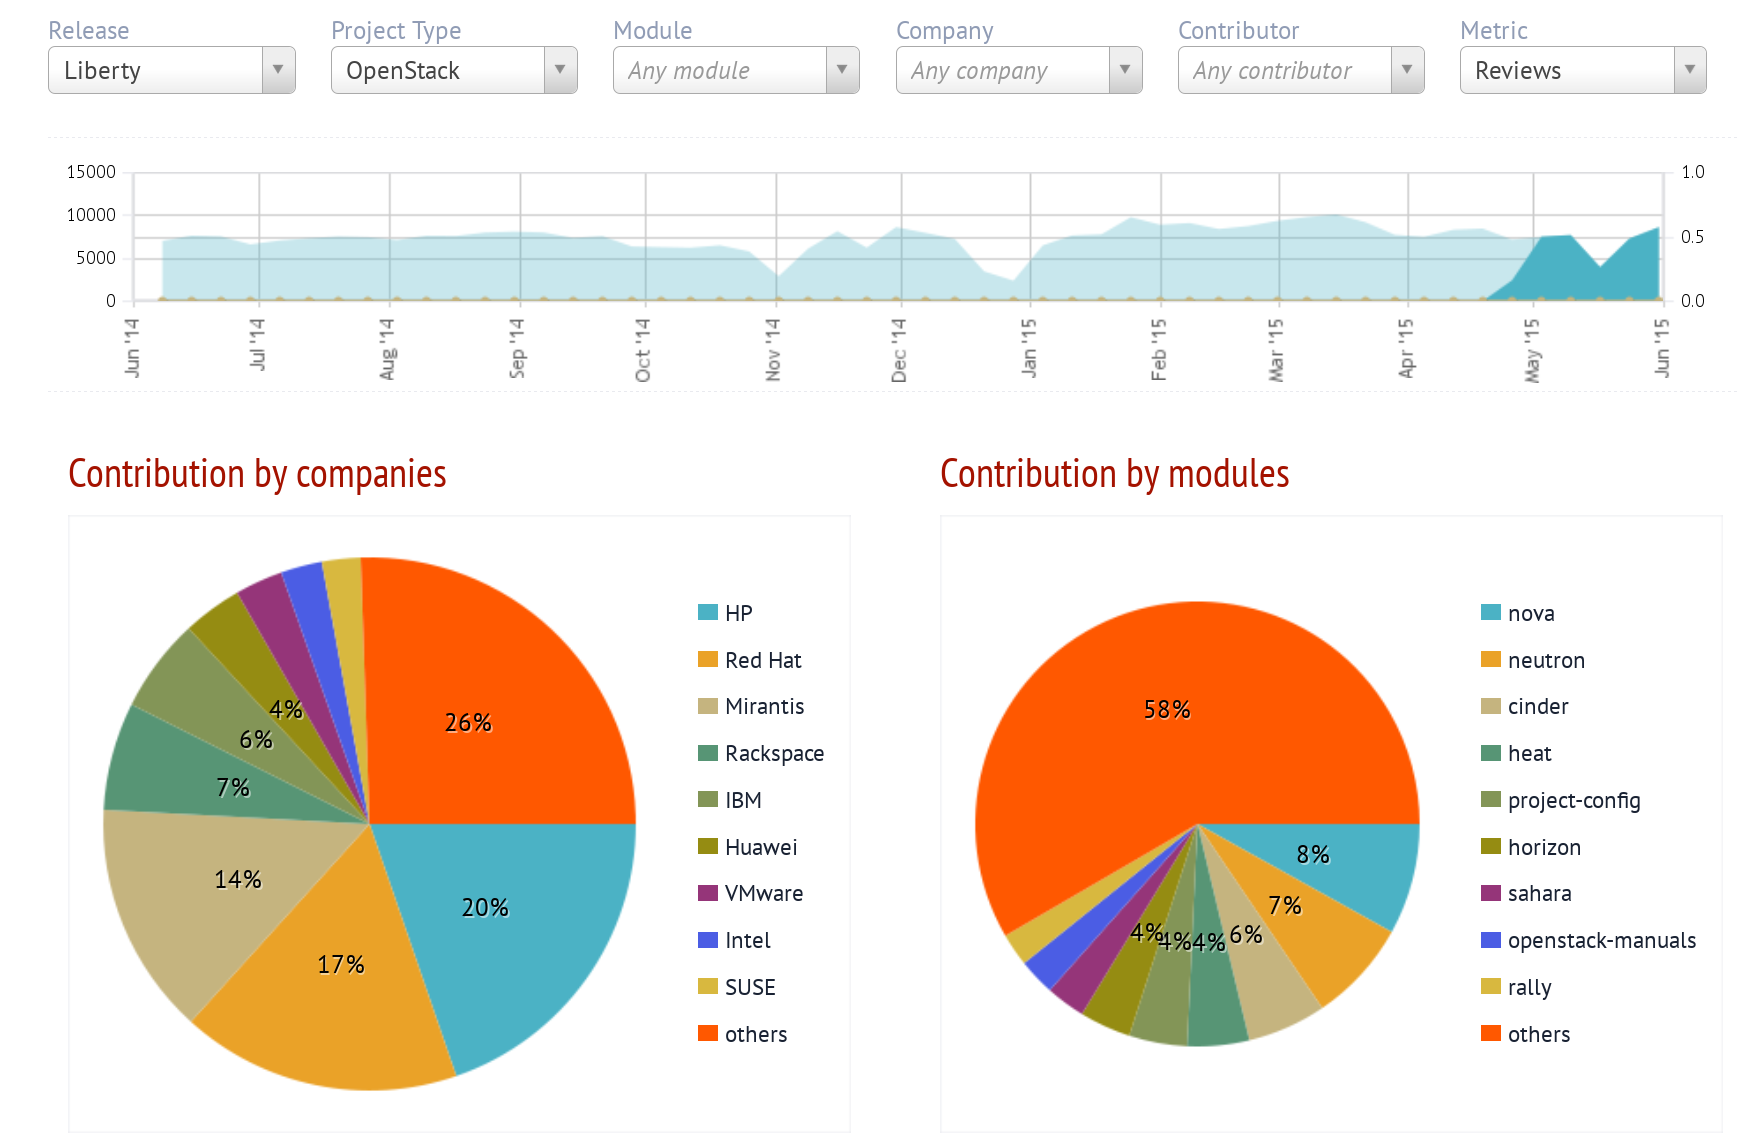 Release Project Type Module Company Contributor Metric
Liberty OpenStack Any module Any company Any contributor Reviews
15000 1.0
10000
0.5
5000
0 0.0
Jun '14 Jul '14 Aug '14 Sep '14 Oct '14 Nov '14 Dec '14 Jan '15 Feb '15 Mar '15 Apr '15 May '15 Jun '15
Contribution by companies
26%
4%
6%
7%
14%
20%
17%
HP
Red Hat
Mirantis
Rackspace
IBM
Huawei
VMware
Intel
SUSE
others
Contribution by modules
58%
8%
7%
4% 4% 4% 6%
nova
neutron
cinder
heat
project-config
horizon
sahara
openstack-manuals
rally
others